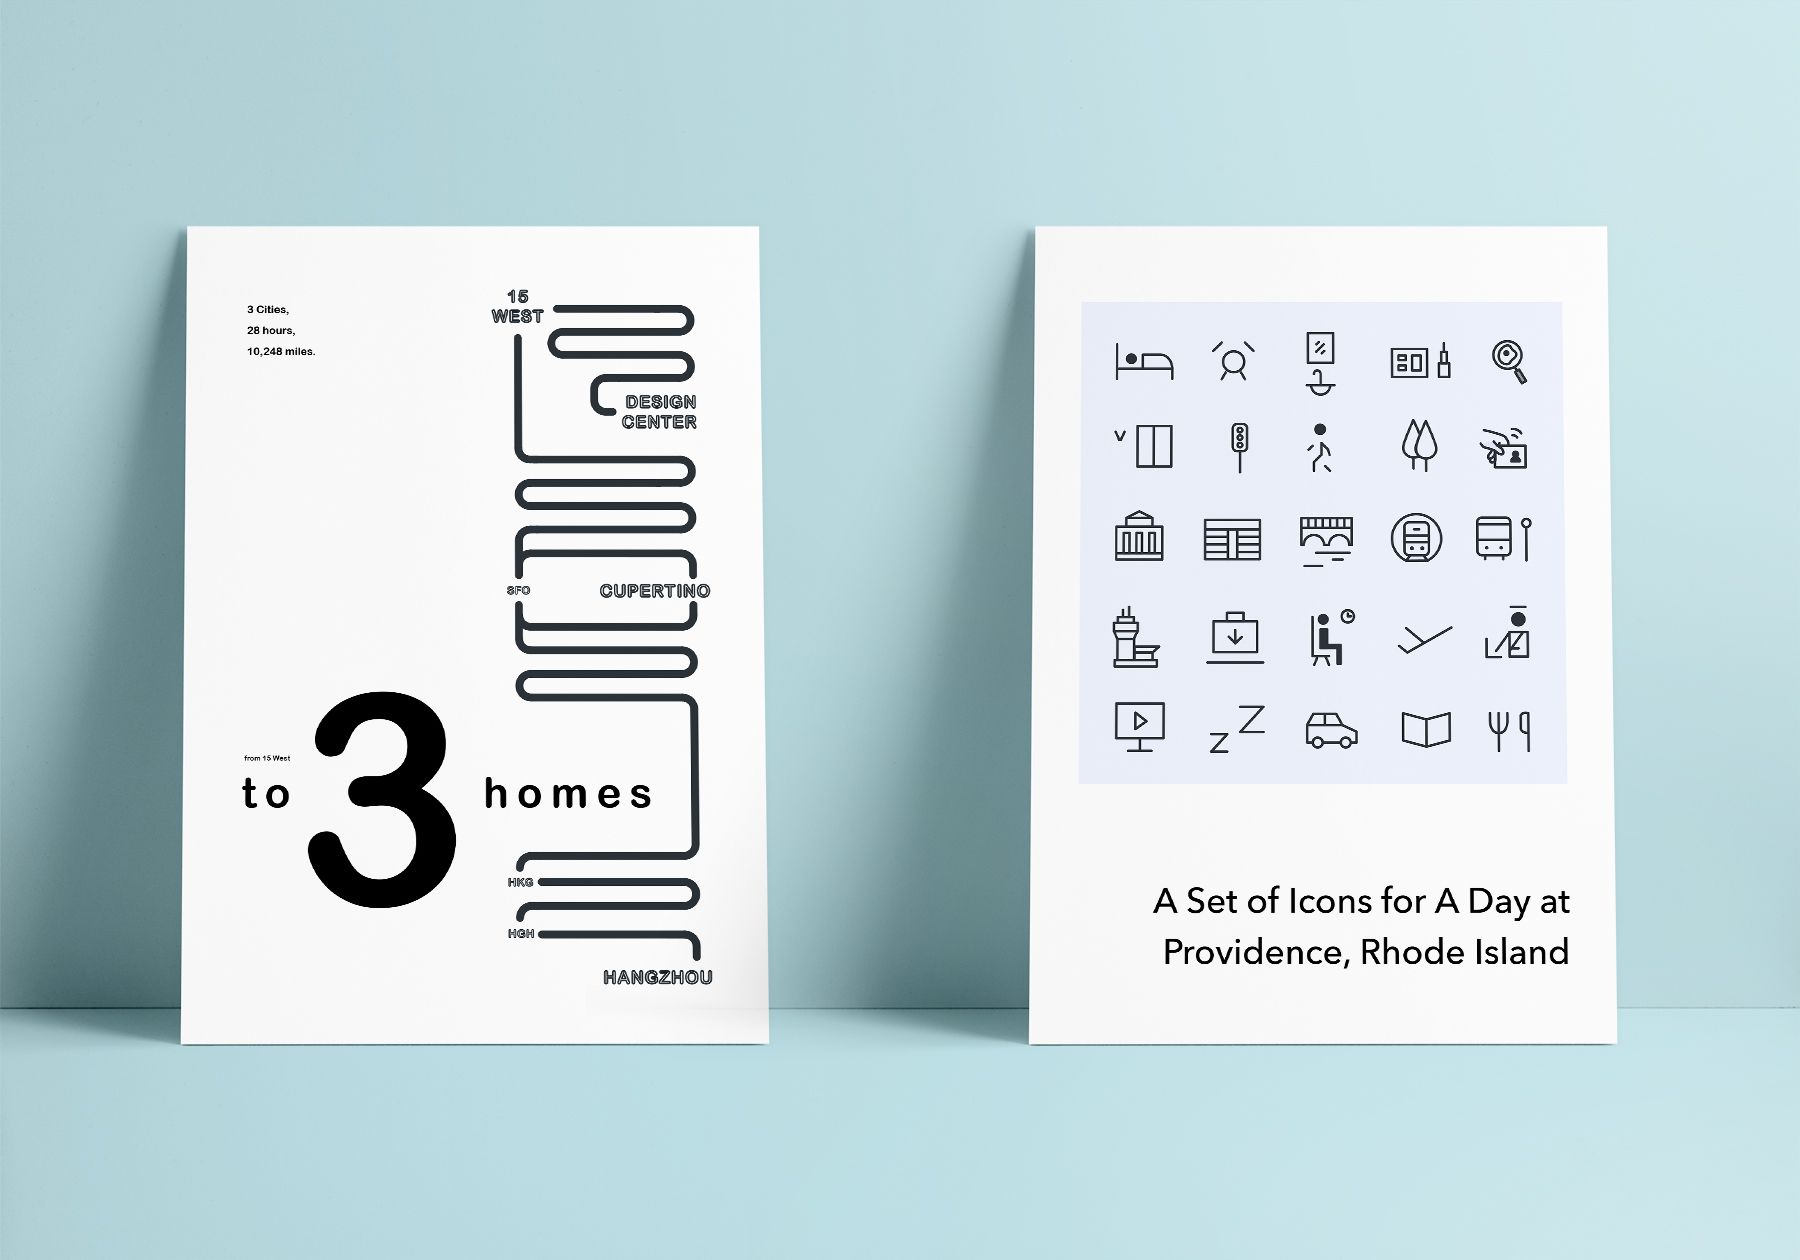 3 Cities,
28 hours,
10,248 miles.
15
WEST
DESIGN
CENTER
SFO
CUPERTINO
from 15 West
to 3 homes
HKG
HGH
HANGZHOU
V
Z
Z
A Set of Icons for A Day at
Providence, Rhode Island